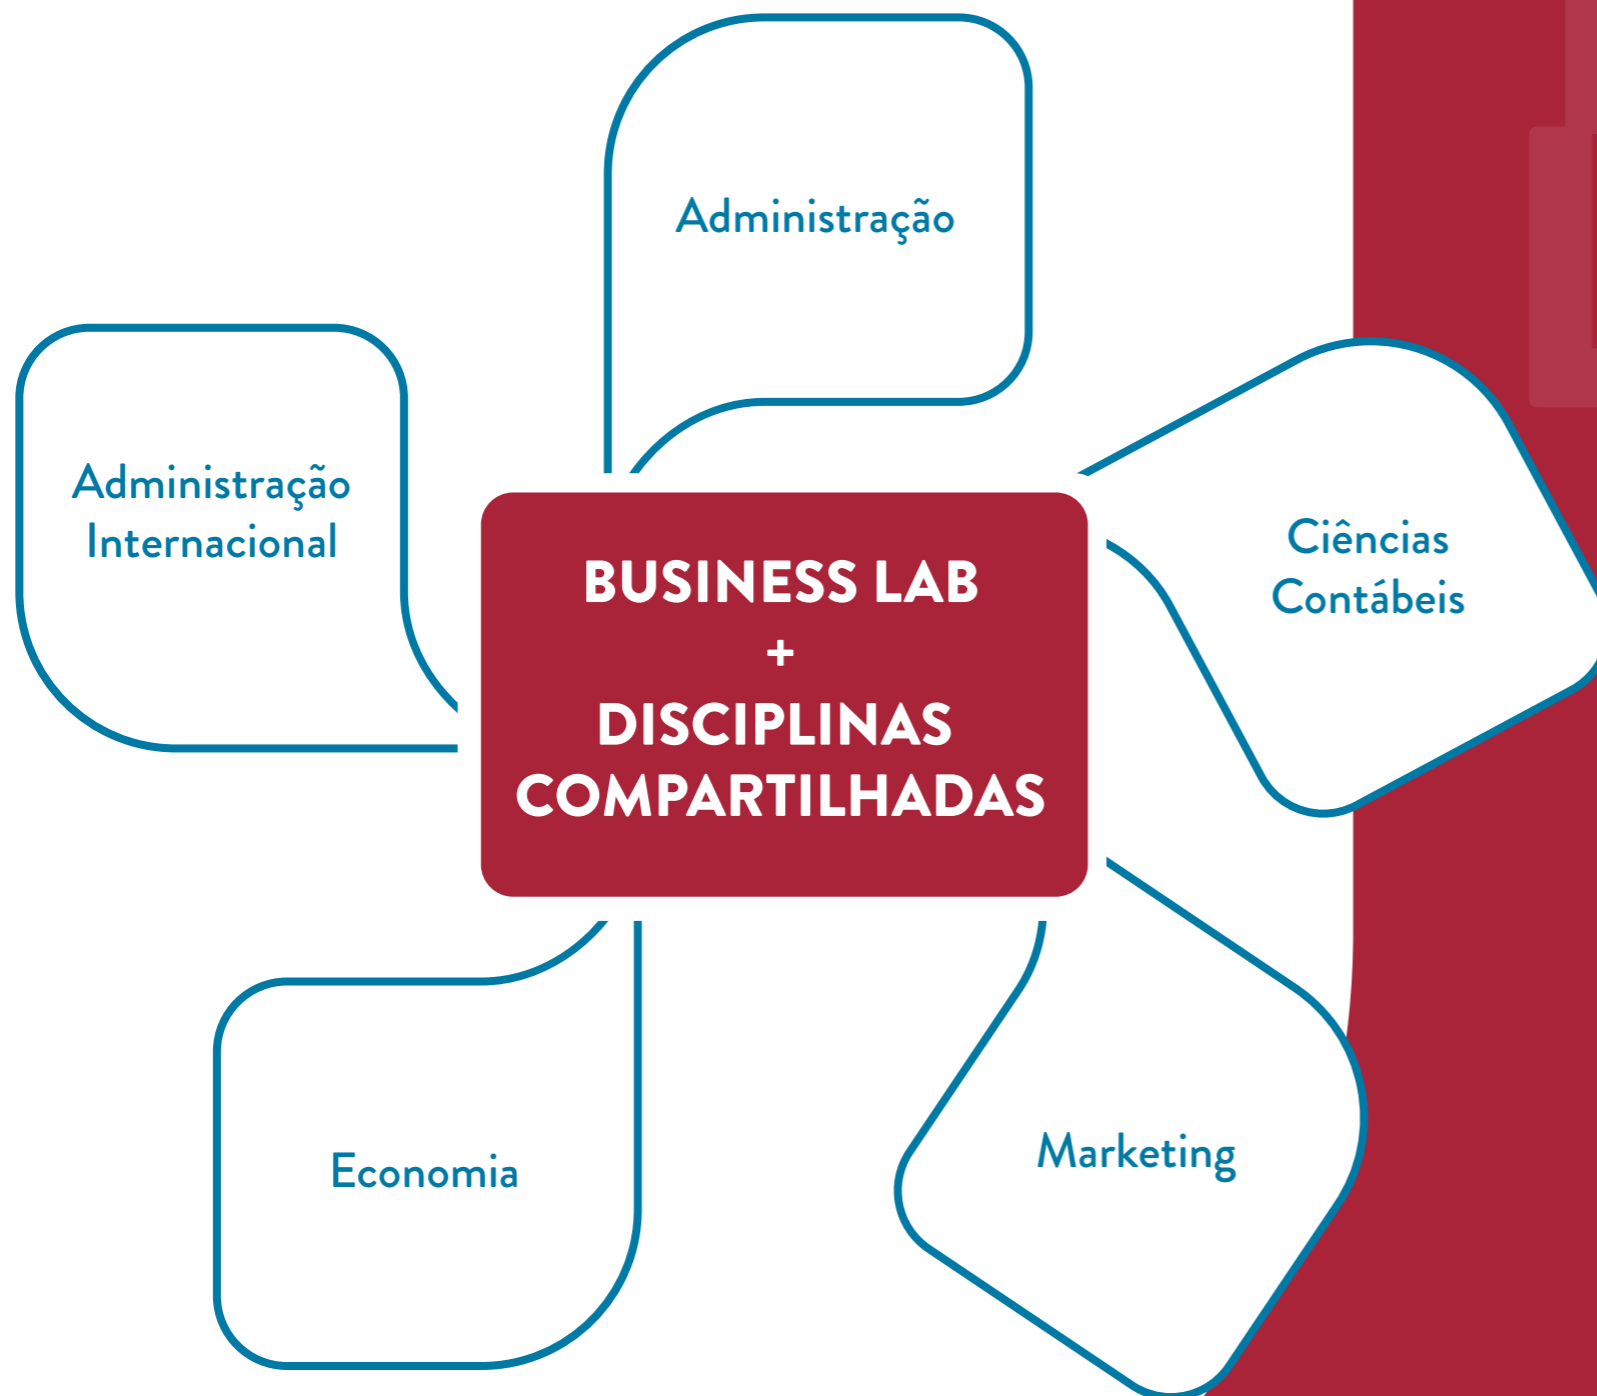 Administração
Administração
Internacional
Ciências
Contábeis
BUSINESS LAB
+
DISCIPLINAS
COMPARTILHADAS
Economia
Marketing